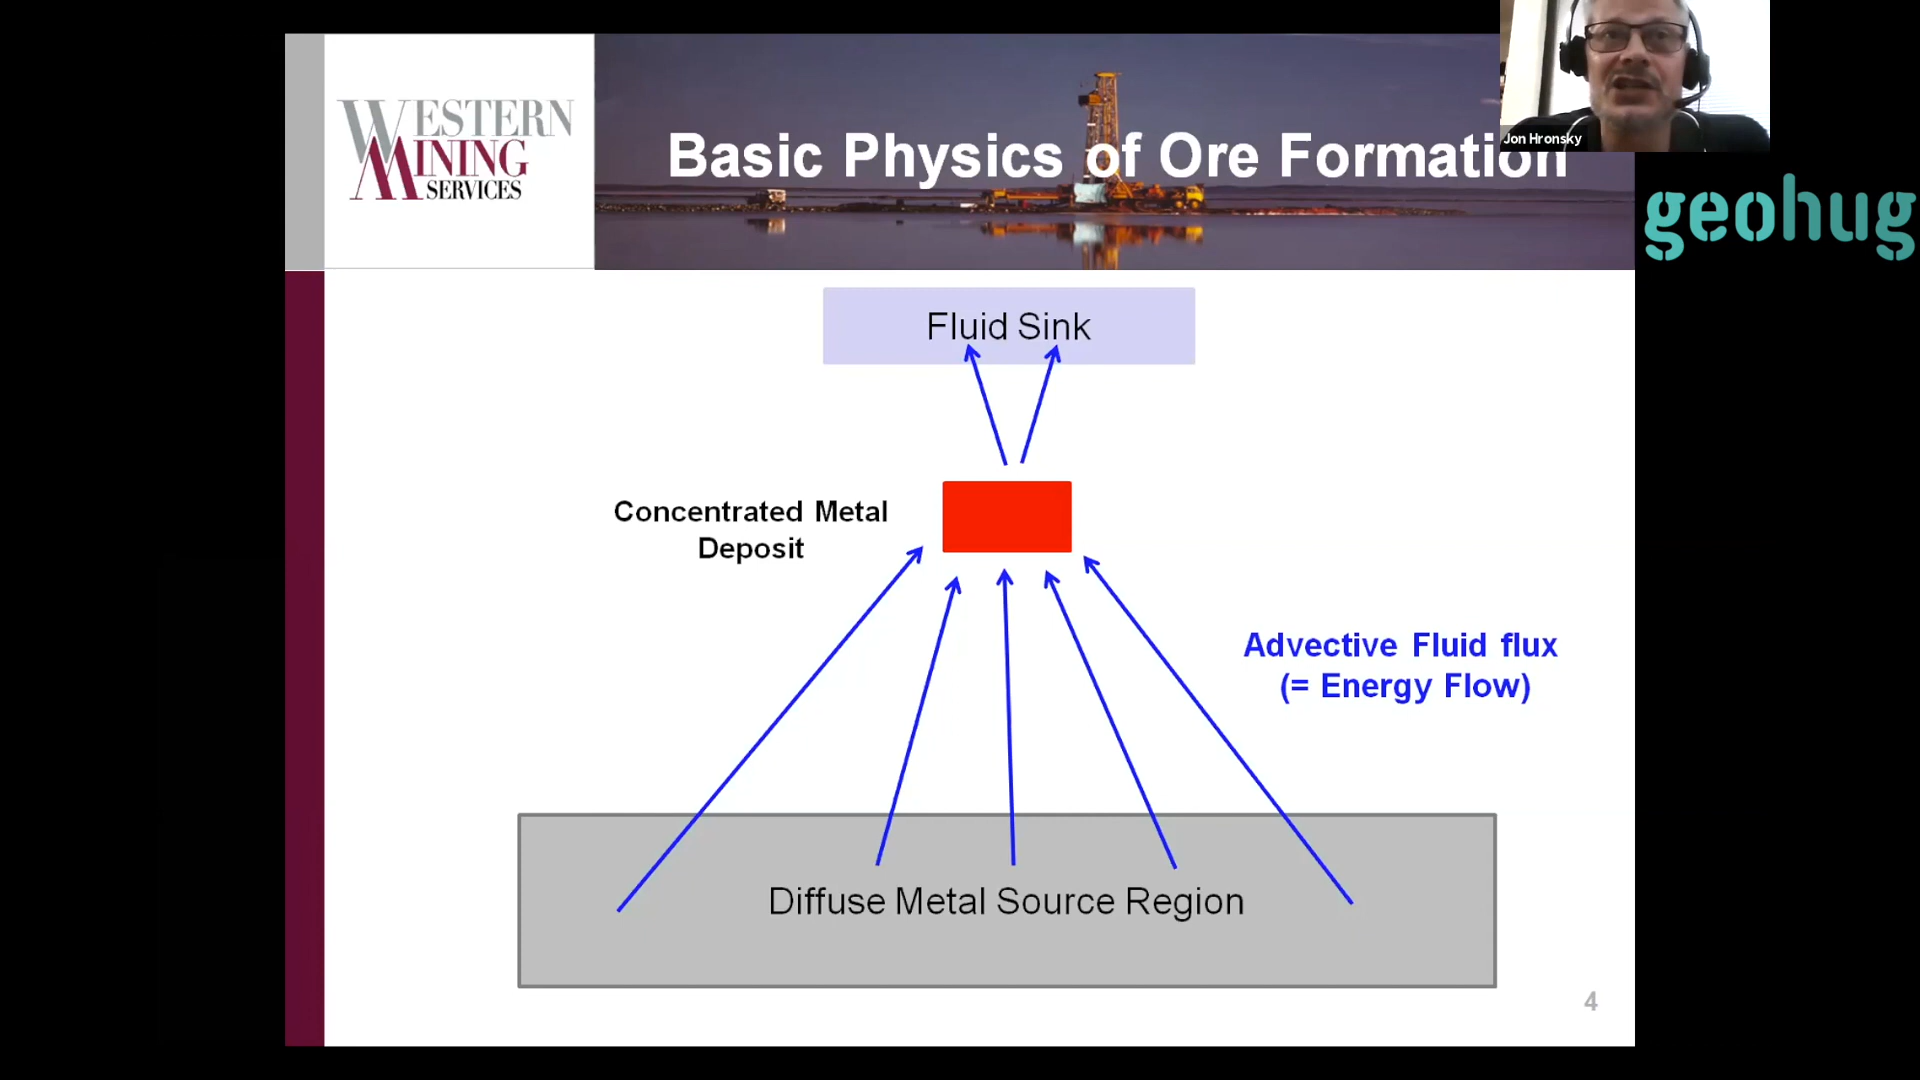 WESTERN
MINING
SERVICES
Basic Physics of Ore Formation
Jon Hronsky
geohug
Fluid Sink
Concentrated Metal
Deposit
Advective Fluid flux
(= Energy Flow)
Diffuse Metal Source Region
4